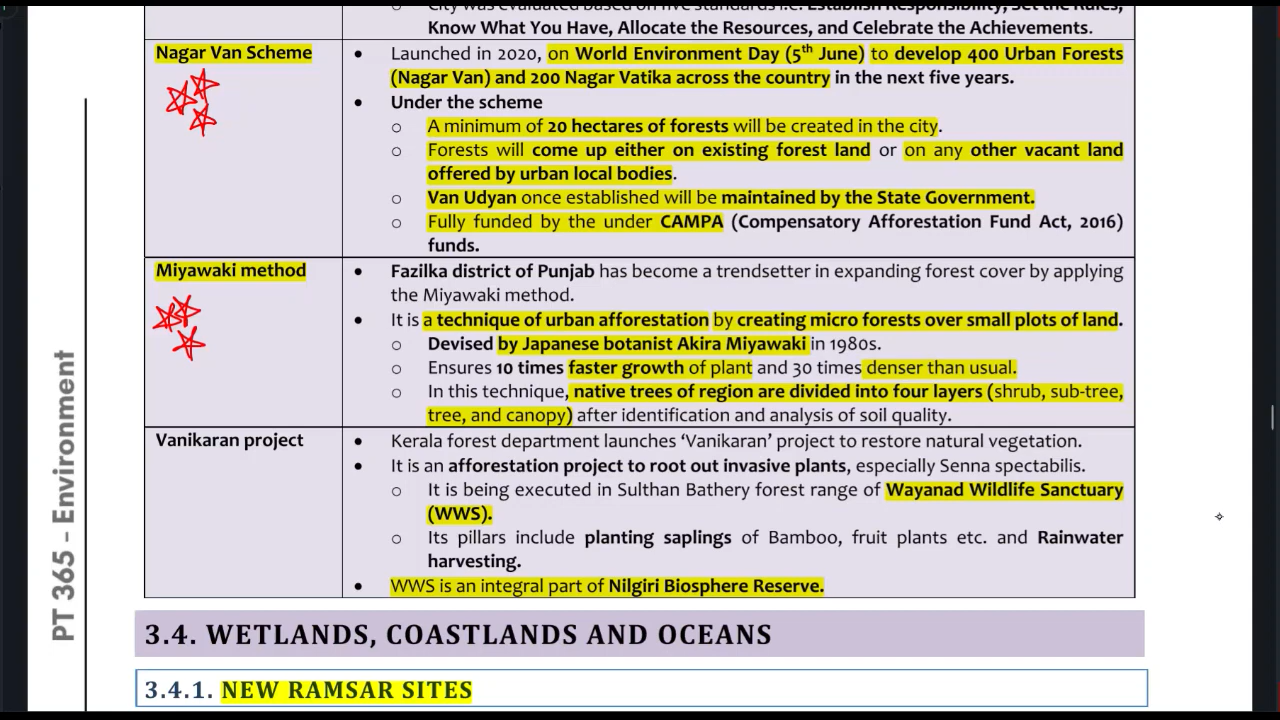 City was evaluated based on five standards i.e. Establish Responsibility, Set the Rules,
Know What You Have, Allocate the Resources, and Celebrate the Achievements.
Nagar Van Scheme
• Launched in 2020, on World Environment Day (5th June) to develop 400 Urban Forests
(Nagar Van) and 200 Nagar Vatika across the country in the next five years.
• Under the scheme
o A minimum of 20 hectares of forests will be created in the city.
o Forests will come up either on existing forest land or on any other vacant land
offered by urban local bodies.
o Van Udyan once established will be maintained by the State Government.
o Fully funded by the under CAMPA (Compensatory Afforestation Fund Act, 2016)
funds.
Miyawaki method
• Fazilka district of Punjab has become a trendsetter in expanding forest cover by applying
the Miyawaki method.
• It is a technique of urban afforestation by creating micro forests over small plots of land.
o Devised by Japanese botanist Akira Miyawaki in 1980s.
o Ensures 10 times faster growth of plant and 30 times denser than usual.
o In this technique, native trees of region are divided into four layers (shrub, sub-tree,
tree, and canopy) after identification and analysis of soil quality.
Vanikaran project
• Kerala forest department launches ‘Vanikaran’ project to restore natural vegetation.
• It is an afforestation project to root out invasive plants, especially Senna spectabilis.
o It is being executed in Sulthan Bathery forest range of Wayanad Wildlife Sanctuary
(WWS).
o Its pillars include planting saplings of Bamboo, fruit plants etc. and Rainwater
harvesting.
• WWS is an integral part of Nilgiri Biosphere Reserve.
PT 365 - Environment
3.4. WETLANDS, COASTLANDS AND OCEANS
3.4.1. NEW RAMSAR SITES